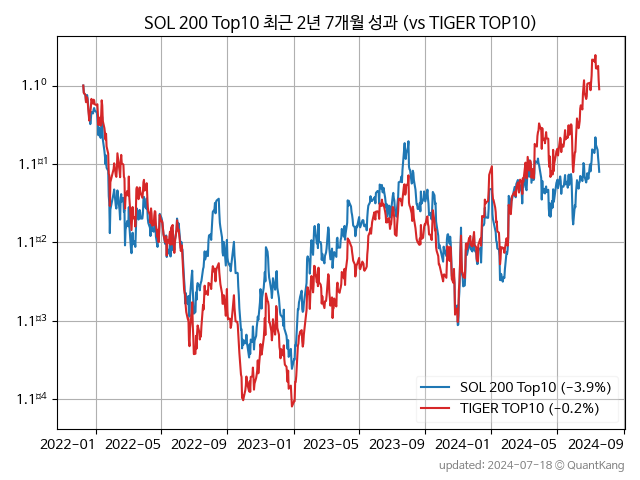 SOL 200 Top10 최근 2년 7개월 성과 (vs TIGER TOP10)
1.1⁰
1.1¤¹
1.1¤²
1.1¤³
1.1¤⁴
SOL 200 Top10 (−3.9%)
TIGER TOP10 (−0.2%)
2022−01 2022−05 2022−09 2023−01 2023−05 2023−09 2024−01 2024−05 2024−09
updated: 2024-07-18 © QuantKang